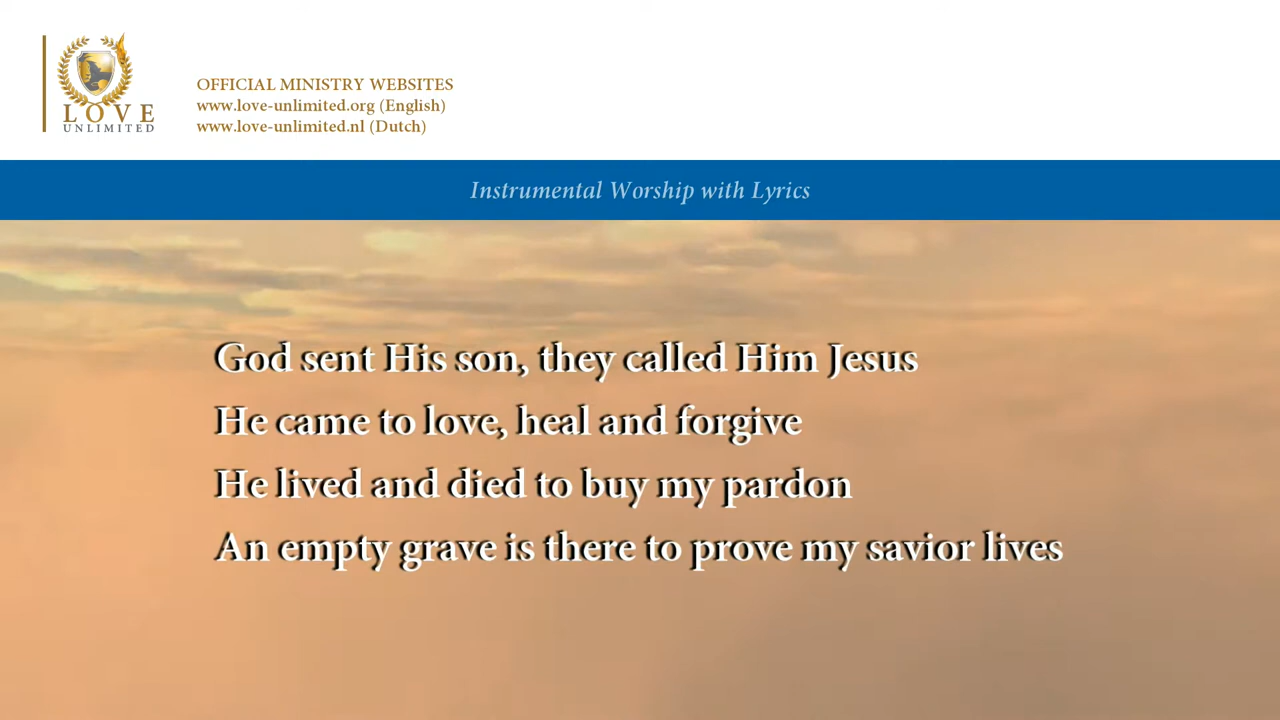 LOVE
UNLIMITED
OFFICIAL MINISTRY WEBSITES
www.love-unlimited.org (English)
www.love-unlimited.nl (Dutch)
Instrumental Worship with Lyrics
God sent His son, they called Him Jesus
He came to love, heal and forgive
He lived and died to buy my pardon
An empty grave is there to prove my savior lives